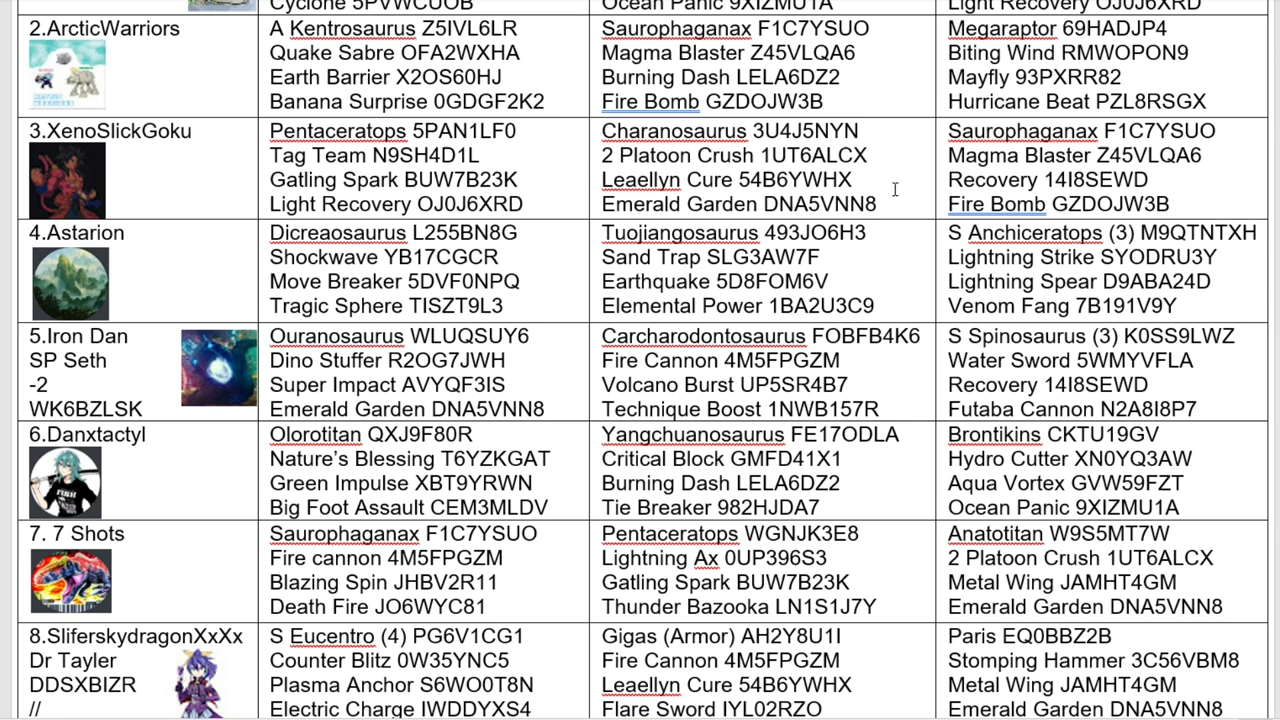 Cyclone 5PVWCUOB
Ocean Panic 9XIZMU1A
Light Recovery OJ0J6XRD
2.ArcticWarriors
A Kentrosaurus Z5IVL6LR
Quake Sabre OFA2WXHA
Earth Barrier X2OS60HJ
Banana Surprise 0GDGF2K2
Saurophaganax F1C7YSUO
Magma Blaster Z45VLQA6
Burning Dash LELA6DZ2
Fire Bomb GZDOJW3B
Megaraptor 69HADJP4
Biting Wind RMWOPON9
Mayfly 93PXRR82
Hurricane Beat PZL8RSGX
3.XenoSlickGoku
Pentaceratops 5PAN1LF0
Tag Team N9SH4D1L
Gatling Spark BUW7B23K
Light Recovery OJ0J6XRD
Charanosaurus 3U4J5NYN
2 Platoon Crush 1UT6ALCX
Leaellyn Cure 54B6YWHX
Emerald Garden DNA5VNN8
Saurophaganax F1C7YSUO
Magma Blaster Z45VLQA6
Recovery 14I8SEWD
Fire Bomb GZDOJW3B
4.Astarion
Dicreaosaurus L255BN8G
Shockwave YB17CGCR
Move Breaker 5DVF0NPQ
Tragic Sphere TISZT9L3
Tuojiangosaurus 493JO6H3
Sand Trap SLG3AW7F
Earthquake 5D8FOM6V
Elemental Power 1BA2U3C9
S Anchiceratops (3) M9QTNTXH
Lightning Strike SYODRU3Y
Lightning Spear D9ABA24D
Venom Fang 7B191V9Y
5.Iron Dan
SP Seth
-2
WK6BZLSK
Ouranosaurus WLUQSUY6
Dino Stuffer R2OG7JWH
Super Impact AVYQF3IS
Emerald Garden DNA5VNN8
Carcharodontosaurus FOBFB4K6
Fire Cannon 4M5FPGZM
Volcano Burst UP5SR4B7
Technique Boost 1NWB157R
S Spinosaurus (3) K0SS9LWZ
Water Sword 5WMYVFLA
Recovery 14I8SEWD
Futaba Cannon N2A8I8P7
6.Danxtactyl
Olorotitan QXJ9F80R
Nature’s Blessing T6YZKGAT
Green Impulse XBT9YRWN
Big Foot Assault CEM3MLDV
Yangchuanosaurus FE17ODLA
Critical Block GMFD41X1
Burning Dash LELA6DZ2
Tie Breaker 982HJDA7
Brontikins CKTU19GV
Hydro Cutter XN0YQ3AW
Aqua Vortex GVW59FZT
Ocean Panic 9XIZMU1A
7. 7 Shots
Saurophaganax F1C7YSUO
Fire cannon 4M5FPGZM
Blazing Spin JHBV2R11
Death Fire JO6WYC81
Pentaceratops WGNJK3E8
Lightning Ax 0UP396S3
Gatling Spark BUW7B23K
Thunder Bazooka LN1S1J7Y
Anatotitan W9S5MT7W
2 Platoon Crush 1UT6ALCX
Metal Wing JAMHT4GM
Emerald Garden DNA5VNN8
8.SliferskydragonXxXx
Dr Tayler
DDSXBIZR
//
S Eucentro (4) PG6V1CG1
Counter Blitz 0W35YNC5
Plasma Anchor S6WO0T8N
Electric Charge IWDDYXS4
Gigas (Armor) AH2Y8U1I
Fire Cannon 4M5FPGZM
Leaellyn Cure 54B6YWHX
Flare Sword IYL02RZO
Paris EQ0BBZ2B
Stomping Hammer 3C56VBM8
Metal Wing JAMHT4GM
Emerald Garden DNA5VNN8